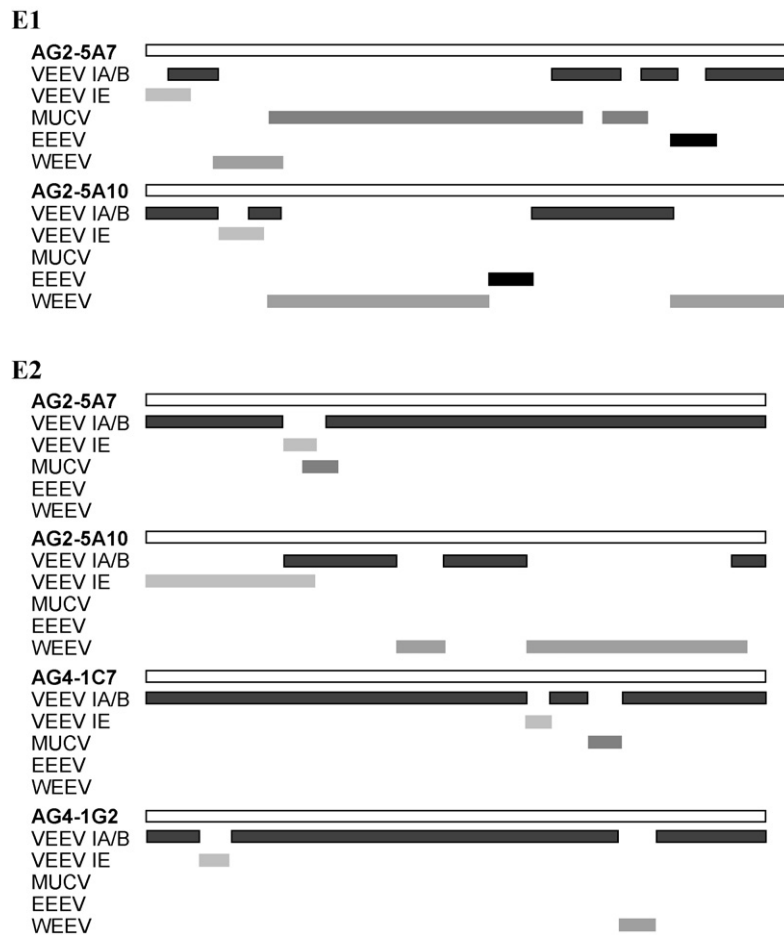 E1
AG2-5A7
VEEV IA/B
VEEV IE
MUCV
EEEV
WEEV
AG2-5A10
VEEV IA/B
VEEV IE
MUCV
EEEV
WEEV
E2
AG2-5A7
VEEV IA/B
VEEV IE
MUCV
EEEV
WEEV
AG2-5A10
VEEV IA/B
VEEV IE
MUCV
EEEV
WEEV
AG4-1C7
VEEV IA/B
VEEV IE
MUCV
EEEV
WEEV
AG4-1G2
VEEV IA/B
VEEV IE
MUCV
EEEV
WEEV